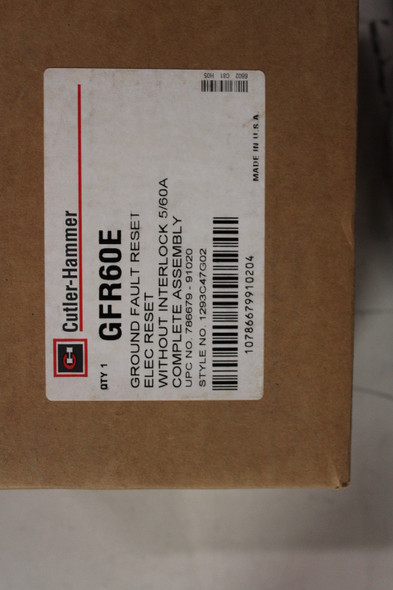 Cutler-Hammer
QTY 1
GFR60E
GROUND FAULT RESET
ELEC RESET
WITHOUT INTERLOCK 5/60A
COMPLETE ASSEMBLY
UPC NO. 786679 - 91020
STYLE NO. 1293C47G02
10786679910204
MADE IN U.S.A.